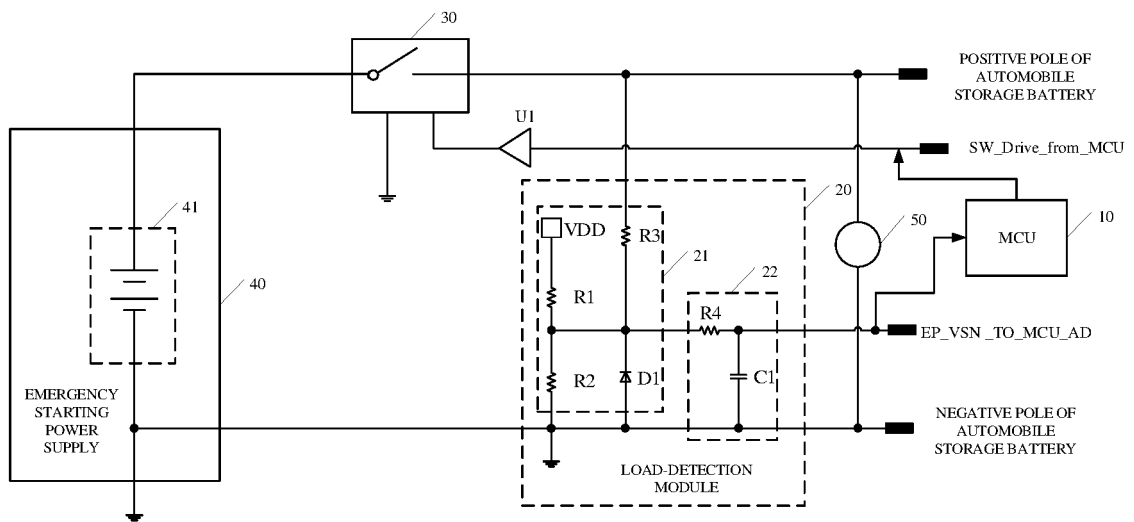 30
POSITIVE POLE OF
AUTOMOBILE
STORAGE BATTERY
U1
SW_Drive_from_MCU
20
10
41
VDD
R3
50
MCU
21
40
22
R1
R4
EP_VSN _TO_MCU_AD
R2
D1
C1
EMERGENCY
STARTING
POWER
SUPPLY
NEGATIVE POLE OF
AUTOMOBILE
STORAGE BATTERY
LOAD-DETECTION
MODULE